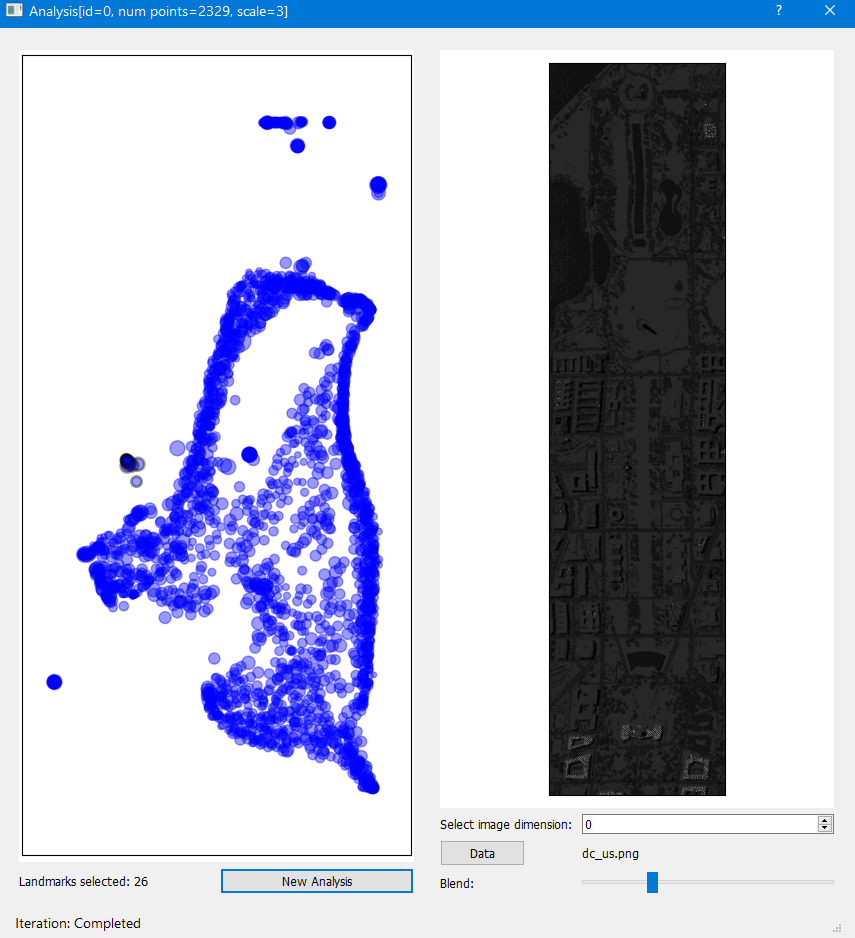 Analysis[id=0, num points=2329, scale=3]
?
Select image dimension:
0
Data
dc_us.png
Landmarks selected: 26
New Analysis
Blend:
Iteration: Completed